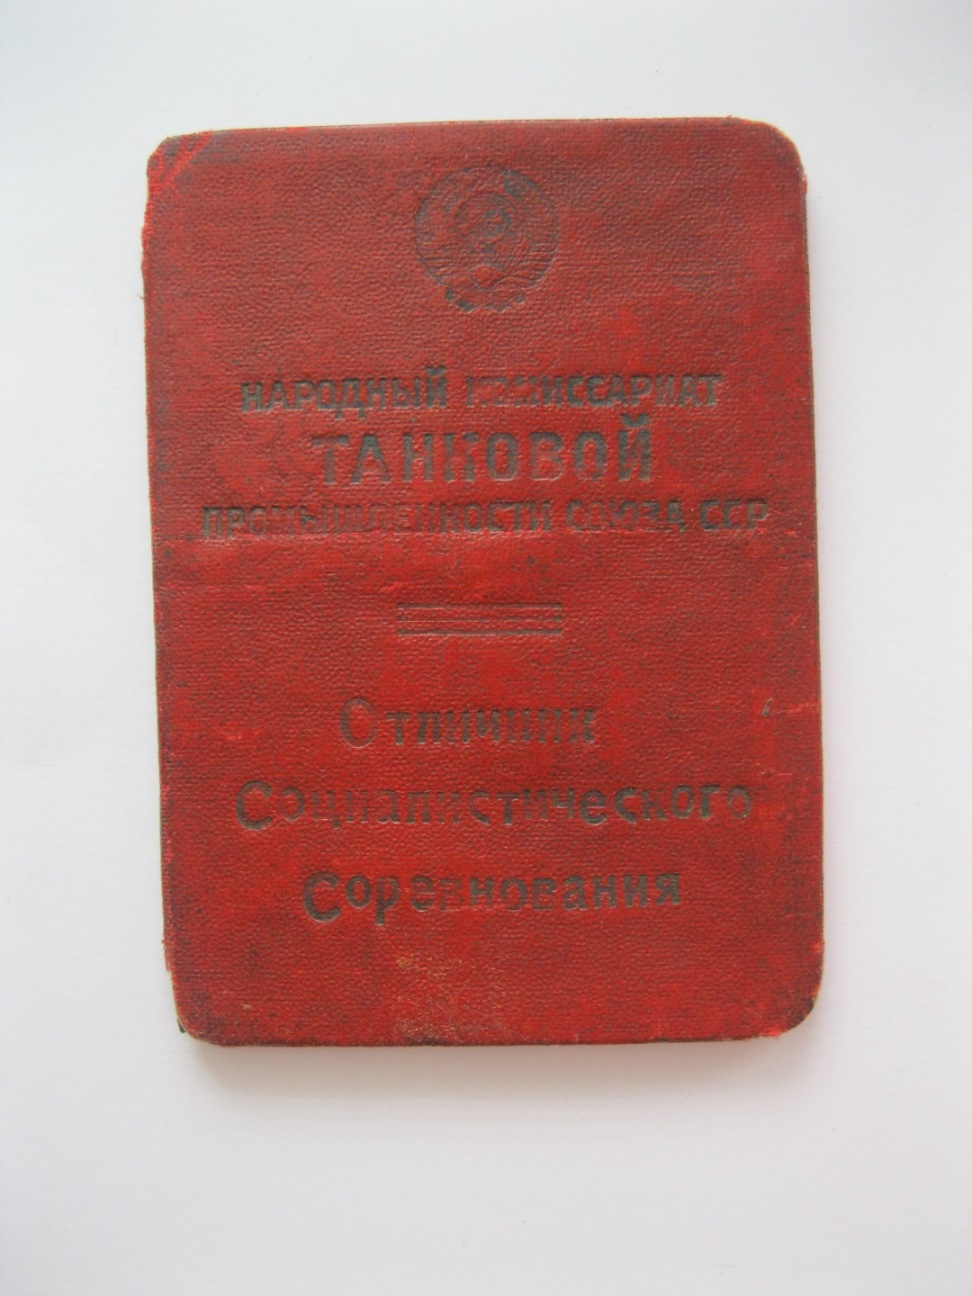 НАРОДНЫЙ КОМИССАРИАТ
ТАНКОВОЙ
ПРОМЫШЛЕННОСТИ СОЮЗА ССР
Отличник
Социалистического
Соревнования